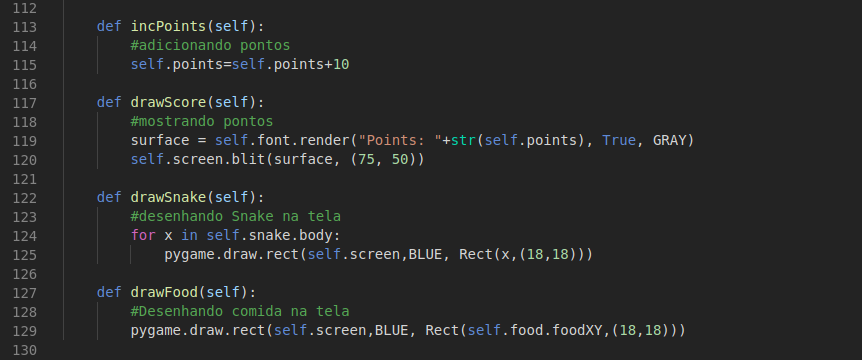 112
113 def incPoints(self):
114 #adicionando pontos
115 self.points=self.points+10
116
117 def drawScore(self):
118 #mostrando pontos
119 surface = self.font.render("Points: "+str(self.points), True, GRAY)
120 self.screen.blit(surface, (75, 50))
121
122 def drawSnake(self):
123 #desenhando Snake na tela
124 for x in self.snake.body:
125 pygame.draw.rect(self.screen,BLUE, Rect(x,(18,18)))
126
127 def drawFood(self):
128 #Desenhando comida na tela
129 pygame.draw.rect(self.screen,BLUE, Rect(self.food.foodXY,(18,18)))
130